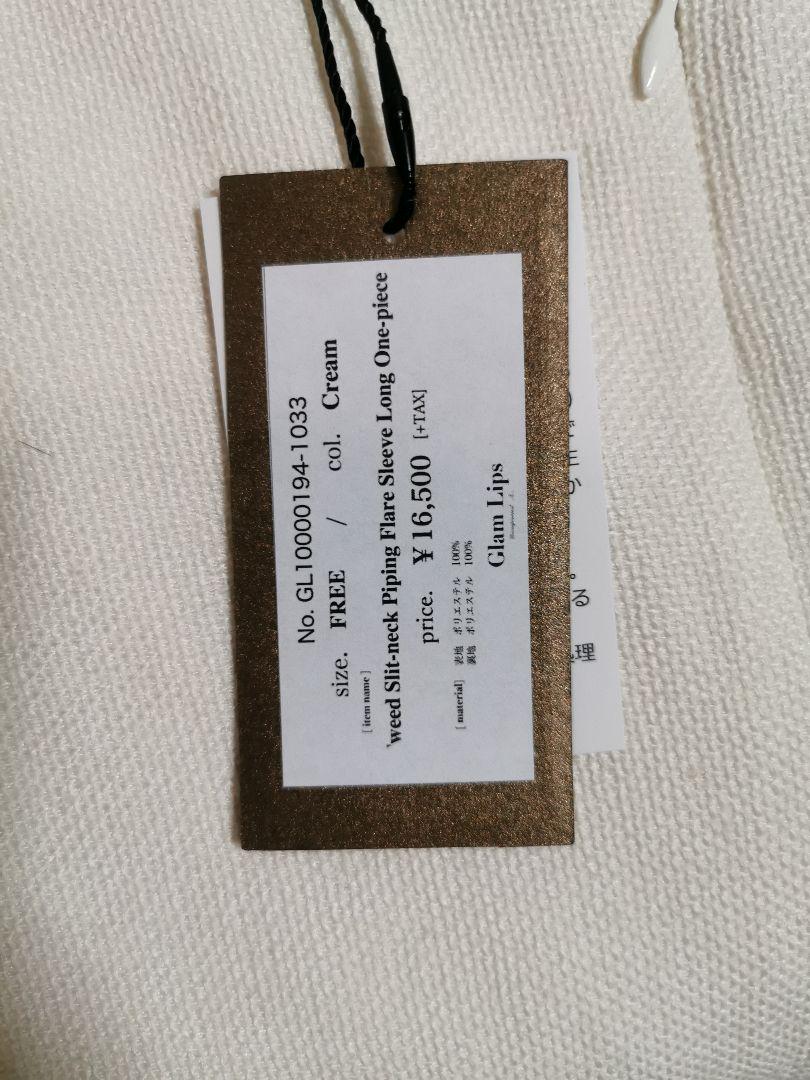 No. GL10000194-1033
size. FREE / col. Cream
[ item name ]
weed Slit-neck Piping Flare Sleeve Long One-piece
price. ¥ 16,500 [+TAX]
[ material] 表地 ポリエステル 100%
裏地 ポリエステル 100%
Glam Lips